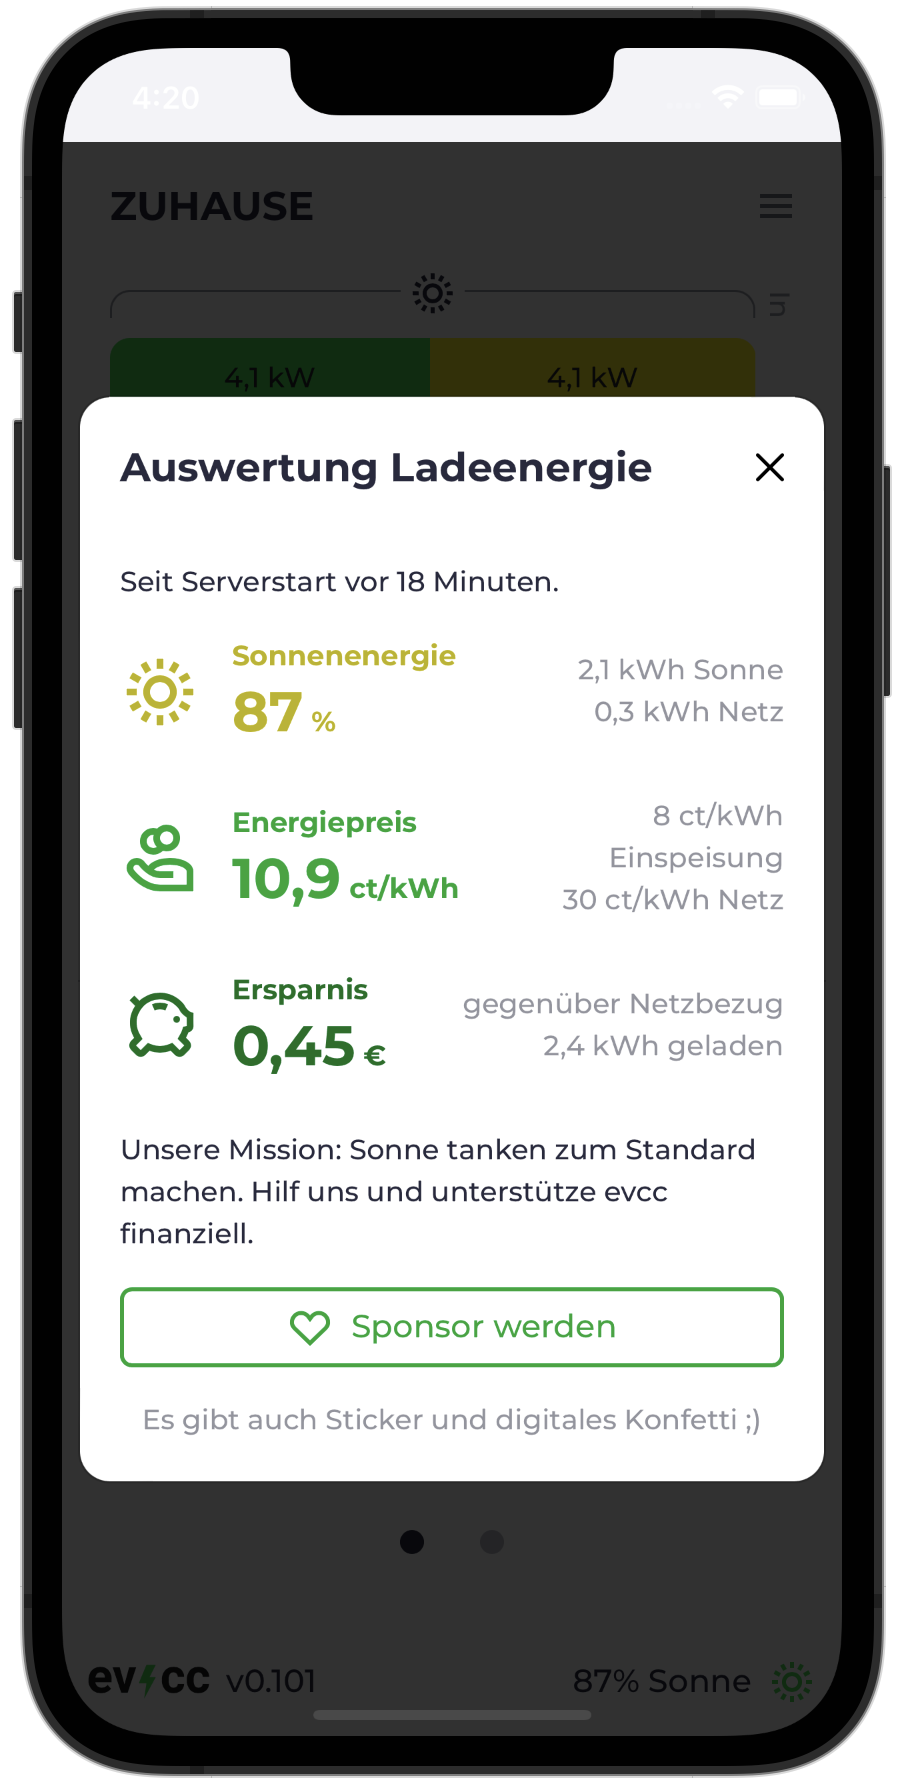 4:20
ZUHAUSE
4,1 kW 4,1 kW
Auswertung Ladeenergie
Seit Serverstart vor 18 Minuten.
Sonnenenergie
87 %
2,1 kWh Sonne
0,3 kWh Netz
Energiepreis
10,9 ct/kWh
8 ct/kWh
Einspeisung
30 ct/kWh Netz
Ersparnis
0,45 €
gegenüber Netzbezug
2,4 kWh geladen
Unsere Mission: Sonne tanken zum Standard
machen. Hilf uns und unterstütze evcc
finanziell.
Sponsor werden
Es gibt auch Sticker und digitales Konfetti ;)
evcc v0.101 87% Sonne